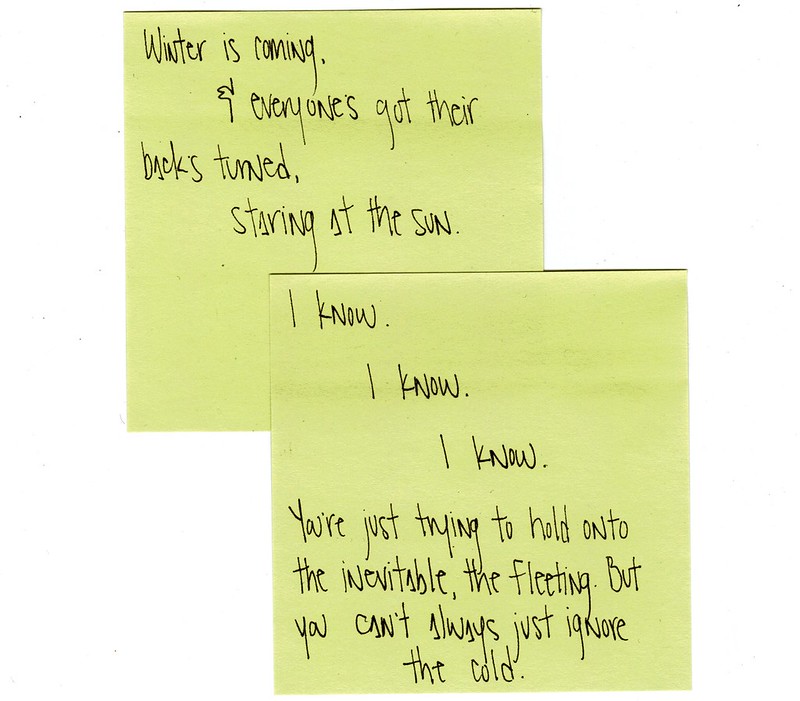 Winter is coming,
& everyone's got their
back's turned,
staring at the sun.
I know.
I know.
I know.
You're just trying to hold onto
the inevitable, the fleeting. But
you can't always just ignore
the cold.